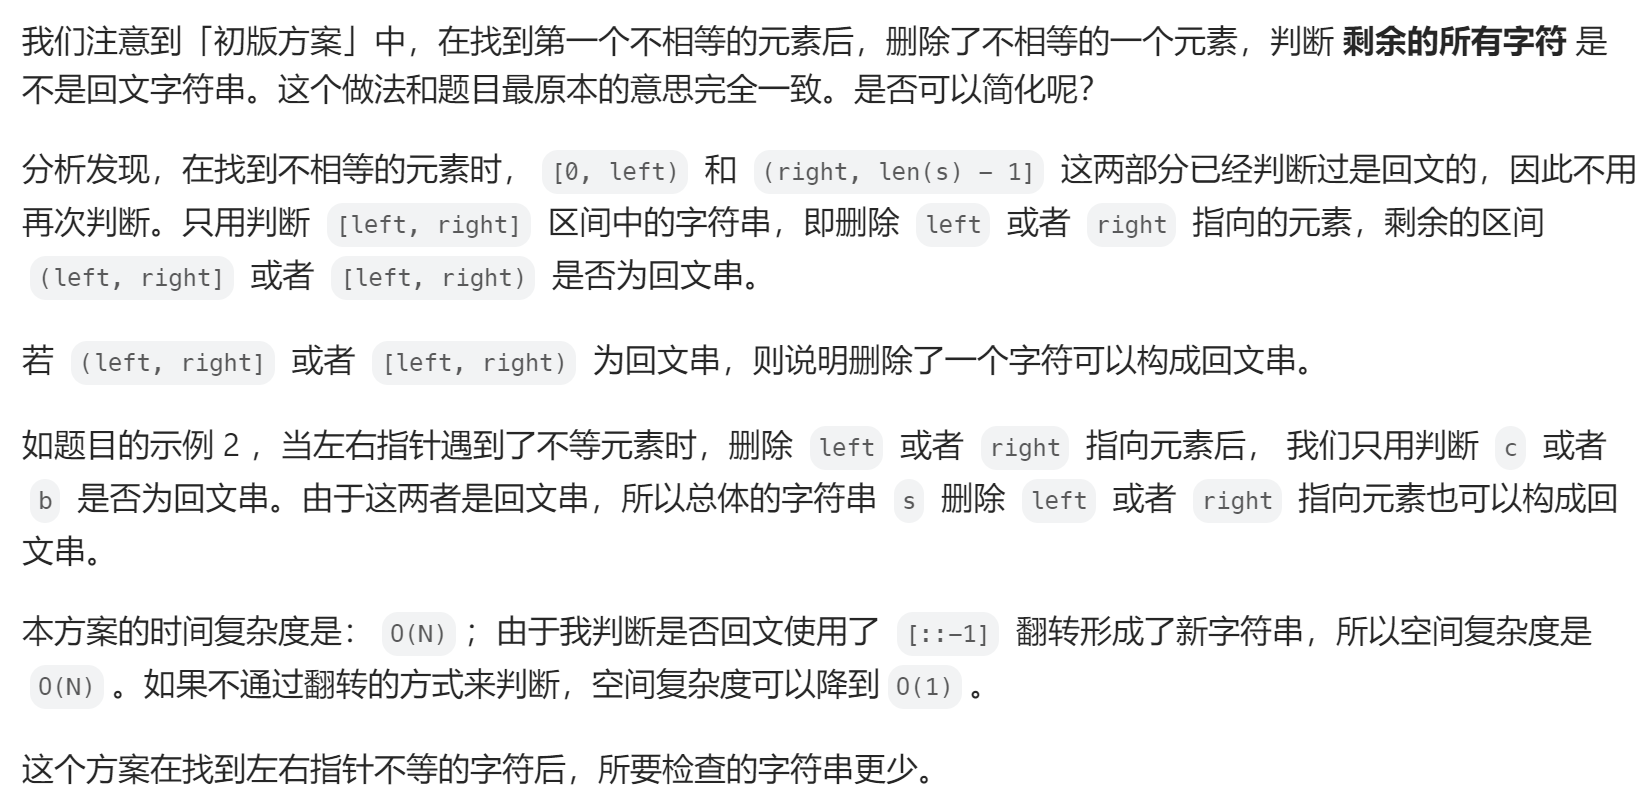 我们注意到「初版方案」中，在找到第一个不相等的元素后，删除了不相等的一个元素，判断 剩余的所有字符 是
不是回文字符串。这个做法和题目最原本的意思完全一致。是否可以简化呢？
分析发现，在找到不相等的元素时， [0, left) 和 (right, len(s) - 1] 这两部分已经判断过是回文的，因此不用
再次判断。只用判断 [left, right] 区间中的字符串，即删除 left 或者 right 指向的元素，剩余的区间
(left, right] 或者 [left, right) 是否为回文串。
若 (left, right] 或者 [left, right) 为回文串，则说明删除了一个字符可以构成回文串。
如题目的示例 2 ，当左右指针遇到了不等元素时，删除 left 或者 right 指向元素后， 我们只用判断 c 或者
b 是否为回文串。由于这两者是回文串，所以总体的字符串 s 删除 left 或者 right 指向元素也可以构成回
文串。
本方案的时间复杂度是： O(N) ；由于我判断是否回文使用了 [::-1] 翻转形成了新字符串，所以空间复杂度是
O(N) 。如果不通过翻转的方式来判断，空间复杂度可以降到 O(1) 。
这个方案在找到左右指针不等的字符后，所要检查的字符串更少。